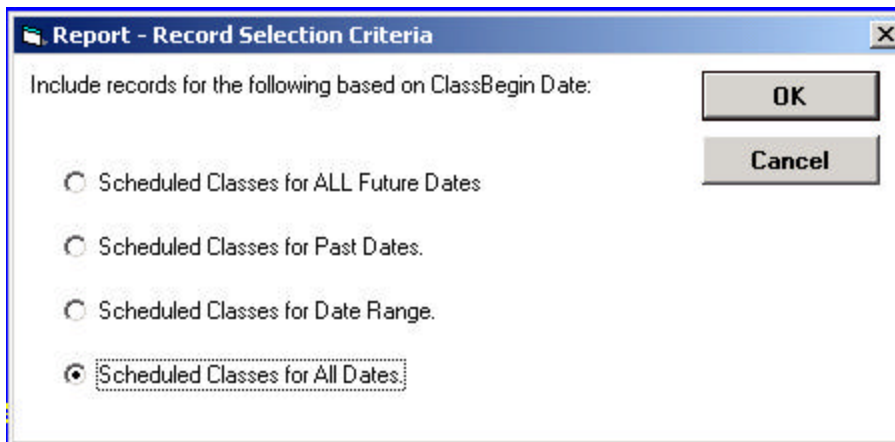 Report - Record Selection Criteria
Include records for the following based on ClassBegin Date:
OK
Cancel
Scheduled Classes for ALL Future Dates
Scheduled Classes for Past Dates.
Scheduled Classes for Date Range.
Scheduled Classes for All Dates.